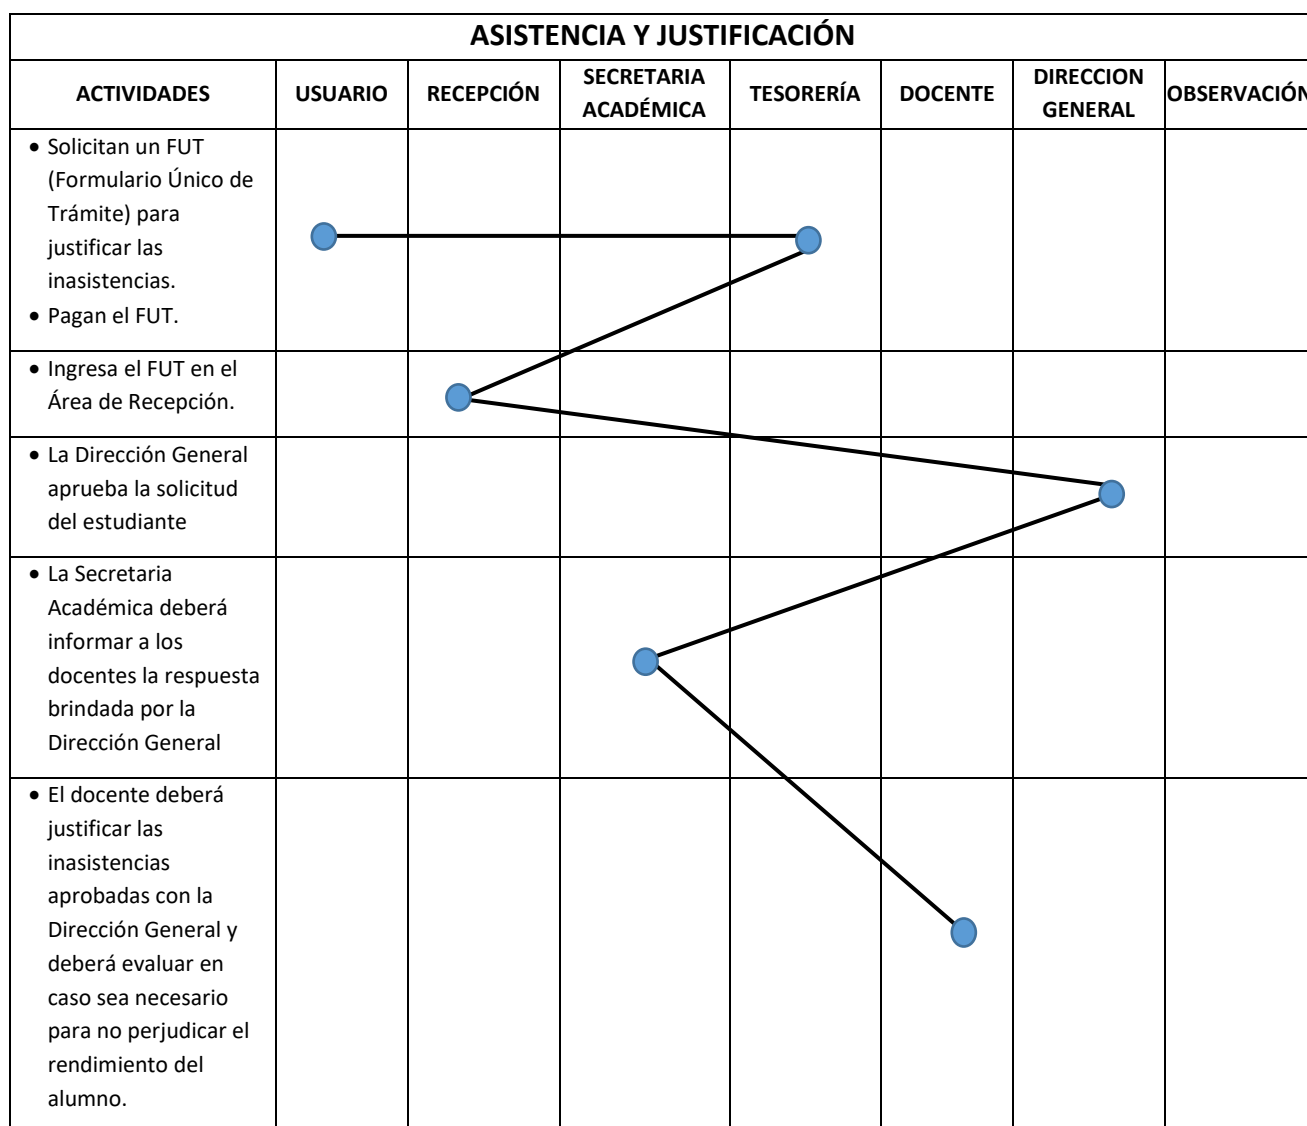 ASISTENCIA Y JUSTIFICACIÓN
ACTIVIDADES
USUARIO
RECEPCIÓN
SECRETARIA
ACADÉMICA
TESORERÍA
DOCENTE
DIRECCION
GENERAL
OBSERVACIÓN
• Solicitan un FUT
(Formulario Único de
Trámite) para
justificar las
inasistencias.
• Pagan el FUT.
• Ingresa el FUT en el
Área de Recepción.
• La Dirección General
aprueba la solicitud
del estudiante
• La Secretaria
Académica deberá
informar a los
docentes la respuesta
brindada por la
Dirección General
• El docente deberá
justificar las
inasistencias
aprobadas con la
Dirección General y
deberá evaluar en
caso sea necesario
para no perjudicar el
rendimiento del
alumno.